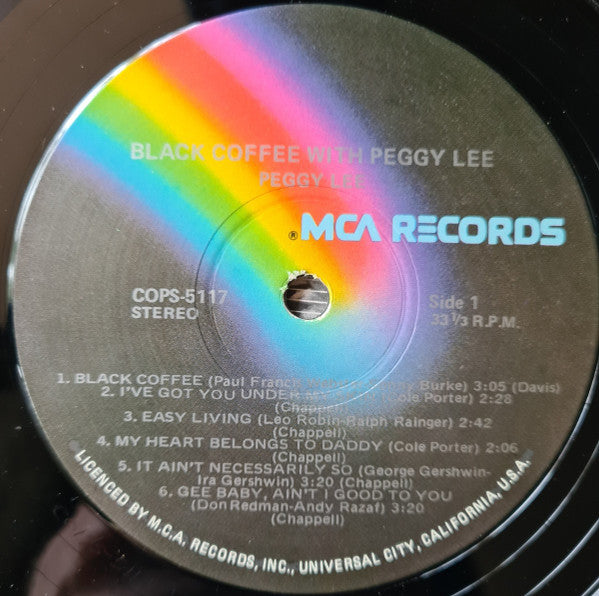 BLACK COFFEE WITH PEGGY LEE
PEGGY LEE
® MCA RECORDS
COPS-5117
STEREO
Side 1
33 1/3 R.P.M.
1. BLACK COFFEE (Paul Burke) 3:05 (Davis)
2. I'VE GOT YOU UNDER Cole Porter) 2:28
(Chappell)
3. EASY LIVING (Leo Robin-Ralph Rainger) 2:42
(Chappell)
4. MY HEART BELONGS TO DADDY (Cole Porter) 2:06
(Chappell)
5. IT AIN'T NECESSARILY SO (George Gershwin-
Ira Gershwin) 3:20 (Chappell)
6. GEE BABY, AIN'T I GOOD TO YOU
(Don Redman-Andy Razaf) 3:20
(Chappell)
LICENCED BY M.C.A. RECORDS, INC., UNIVERSAL CITY, CALIFORNIA, U.S.A.